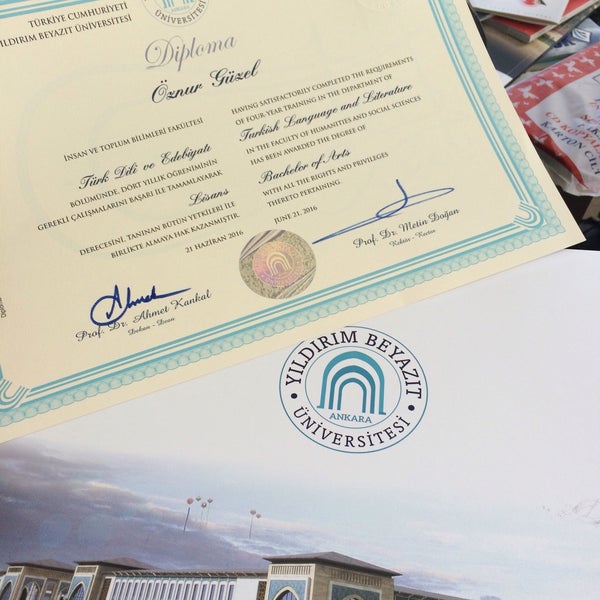 TÜRKİYE CUMHURİYETİ
YILDIRIM BEYAZIT ÜNİVERSİTESİ
ÜNİVERSİTESİ
Diploma
Öznur Güzel
İNSAN VE TOPLUM BİLİMLERİ FAKÜLTESİ
Türk Dili ve Edebiyatı
BÖLÜMÜNDE, DÖRT YILLIK ÖĞRENİMİNİN
GEREKLİ ÇALIŞMALARINI BAŞARI İLE TAMAMLAYARAK
Lisans
DERECESİNİ, TANINAN BÜTÜN YETKİLERİ İLE
BİRLİKTE ALMAYA HAK KAZANMIŞTIR.
21 HAZİRAN 2016
HAVING SATISFACTORILY COMPLETED THE REQUIREMENTS
OF FOUR-YEAR TRAINING IN THE DEPARTMENT OF
Turkish Language and Literature
IN THE FACULTY OF HUMANITIES AND SOCIAL SCIENCES
HAS BEEN AWARDED THE DEGREE OF
Bachelor of Arts
WITH ALL THE RIGHTS AND PRIVILEGES
THERETO PERTAINING.
JUNE 21, 2016
Prof. Dr. Metin Doğan
Rektör - Rector
Prof. Dr. Ahmet Kankal
Dekan - Dean
YILDIRIM BEYAZIT
ANKARA
ÜNİVERSİTESİ